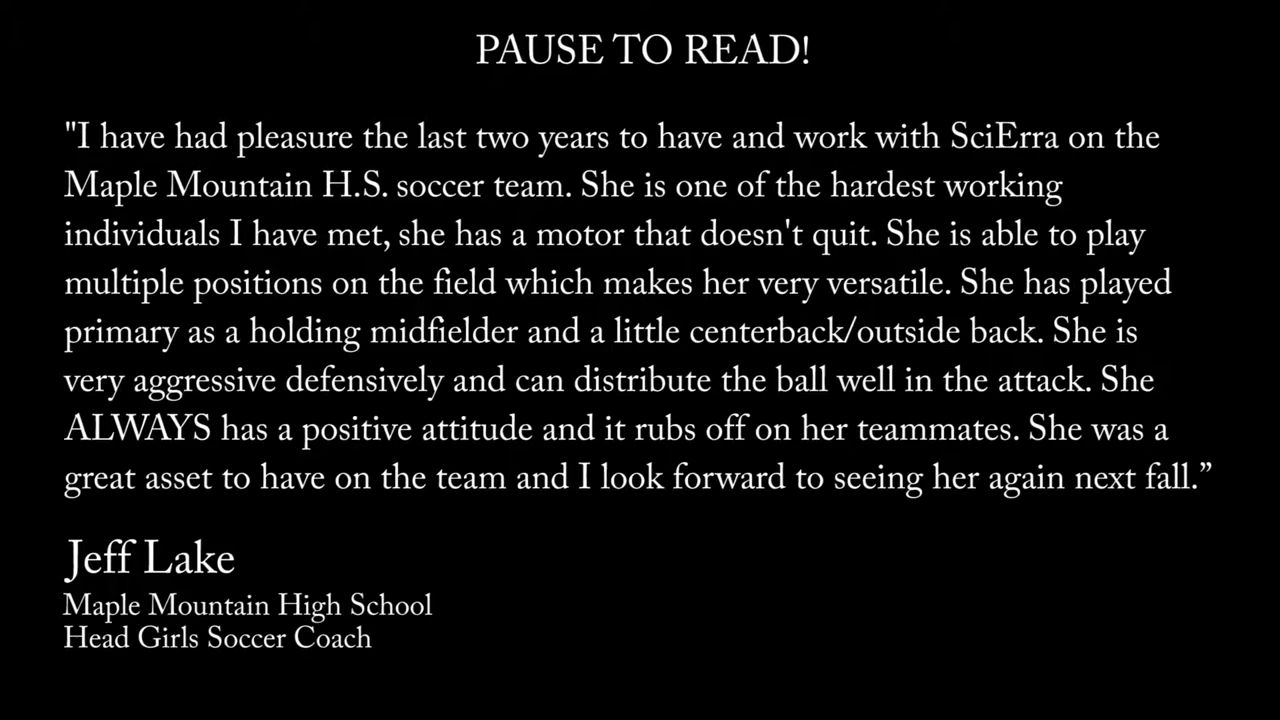 PAUSE TO READ!
"I have had pleasure the last two years to have and work with SciErra on the
Maple Mountain H.S. soccer team. She is one of the hardest working
individuals I have met, she has a motor that doesn't quit. She is able to play
multiple positions on the field which makes her very versatile. She has played
primary as a holding midfielder and a little centerback/outside back. She is
very aggressive defensively and can distribute the ball well in the attack. She
ALWAYS has a positive attitude and it rubs off on her teammates. She was a
great asset to have on the team and I look forward to seeing her again next fall.”
Jeff Lake
Maple Mountain High School
Head Girls Soccer Coach